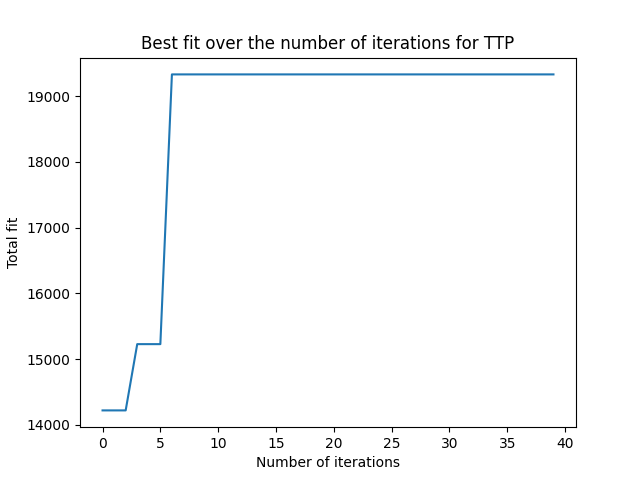 Best fit over the number of iterations for TTP
Total fit
19000
18000
17000
16000
15000
14000
0 5 10 15 20 25 30 35 40
Number of iterations